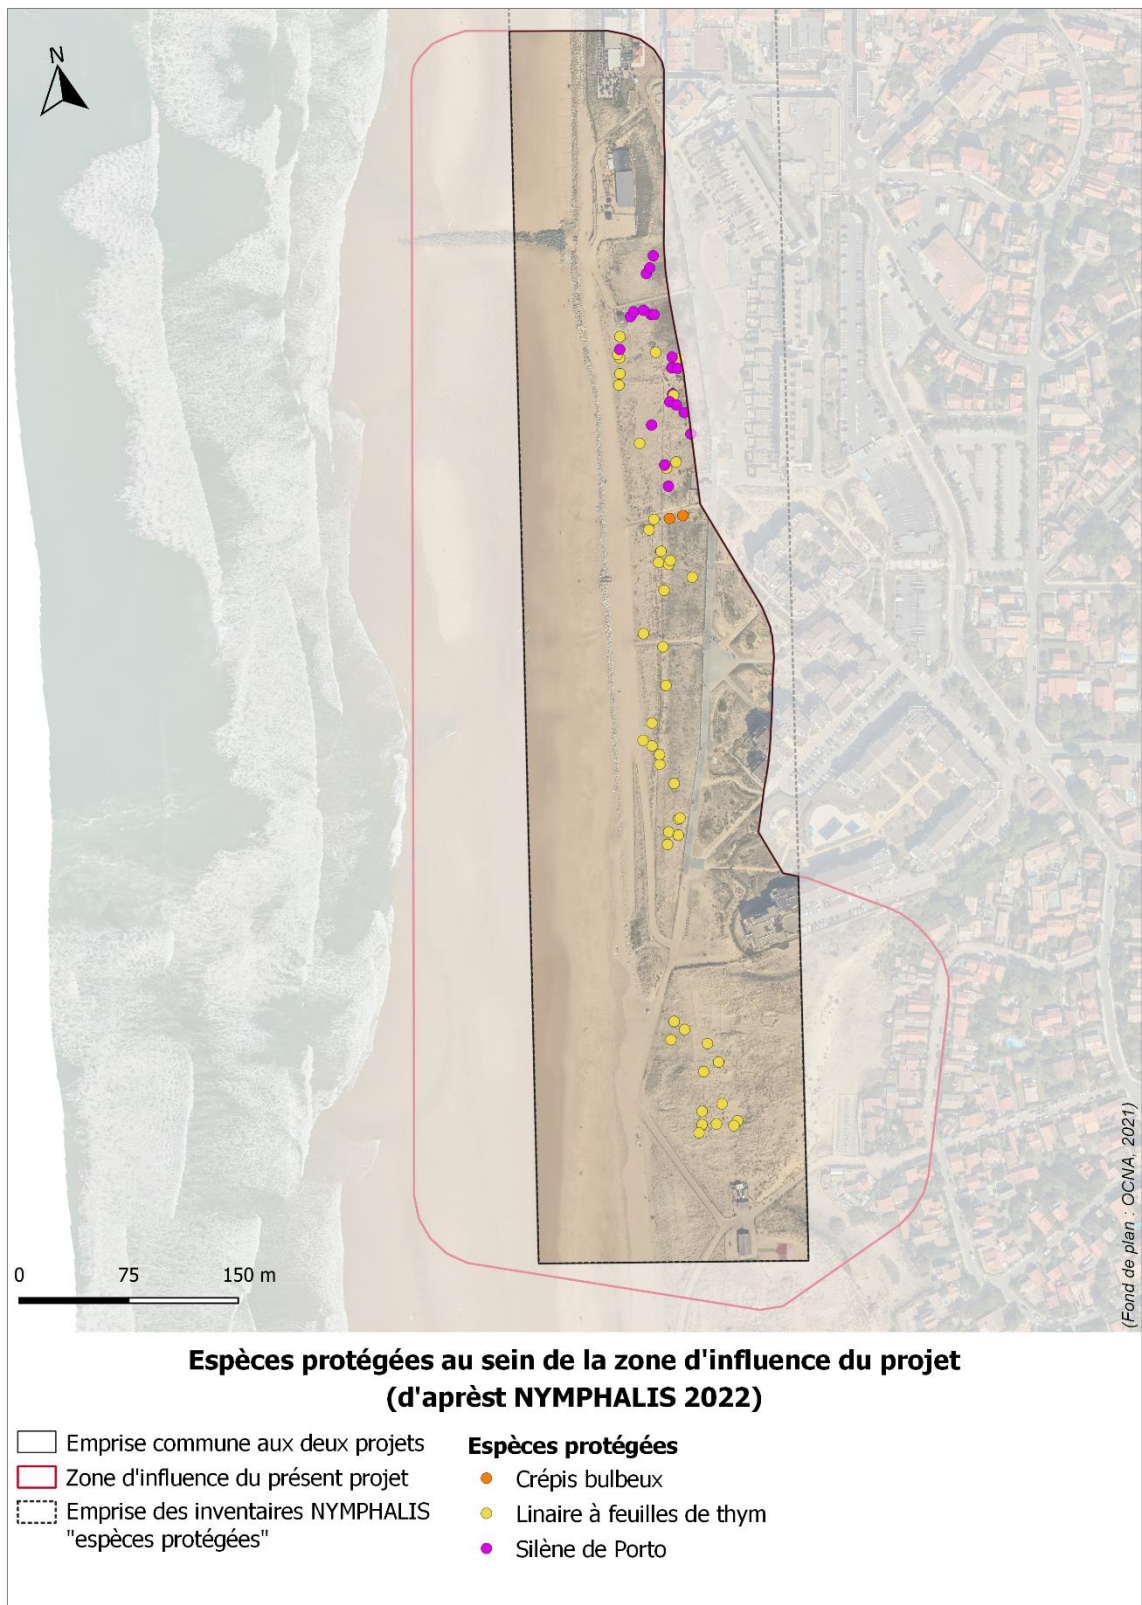 N
(Fond de plan : OCNA, 2021)
0 75 150 m
Espèces protégées au sein de la zone d'influence du projet
(d'aprèst NYMPHALIS 2022)
Emprise commune aux deux projets
Zone d'influence du présent projet
Emprise des inventaires NYMPHALIS
"espèces protégées"
Espèces protégées
Crépis bulbeux
Linaire à feuilles de thym
Silène de Porto